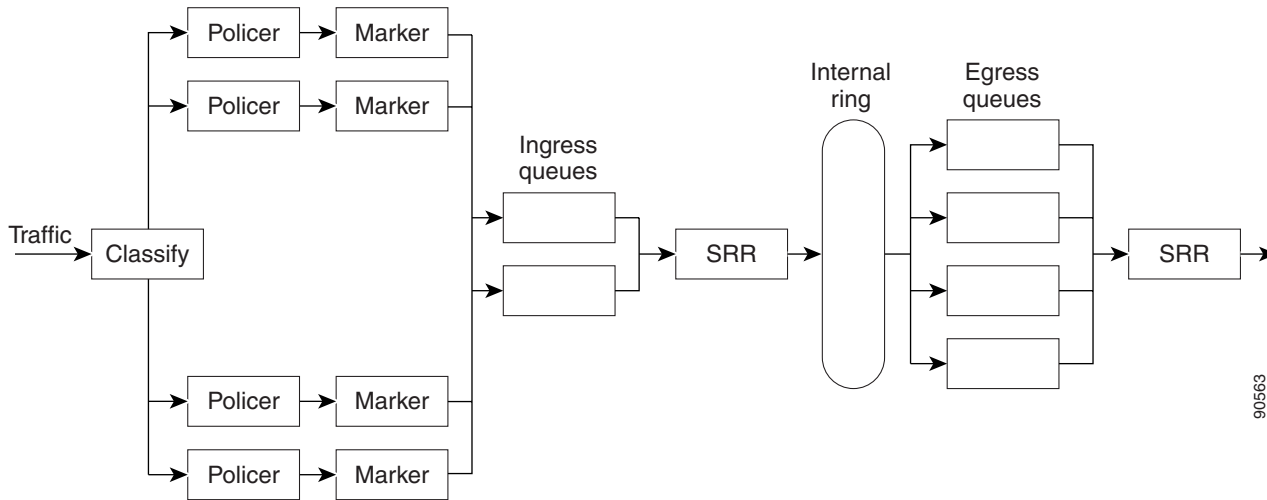 Policer
Marker
Policer
Marker
Internal
ring
Egress
queues
Ingress
queues
Traffic
Classify
SRR
SRR
Policer
Marker
Policer
Marker
90563